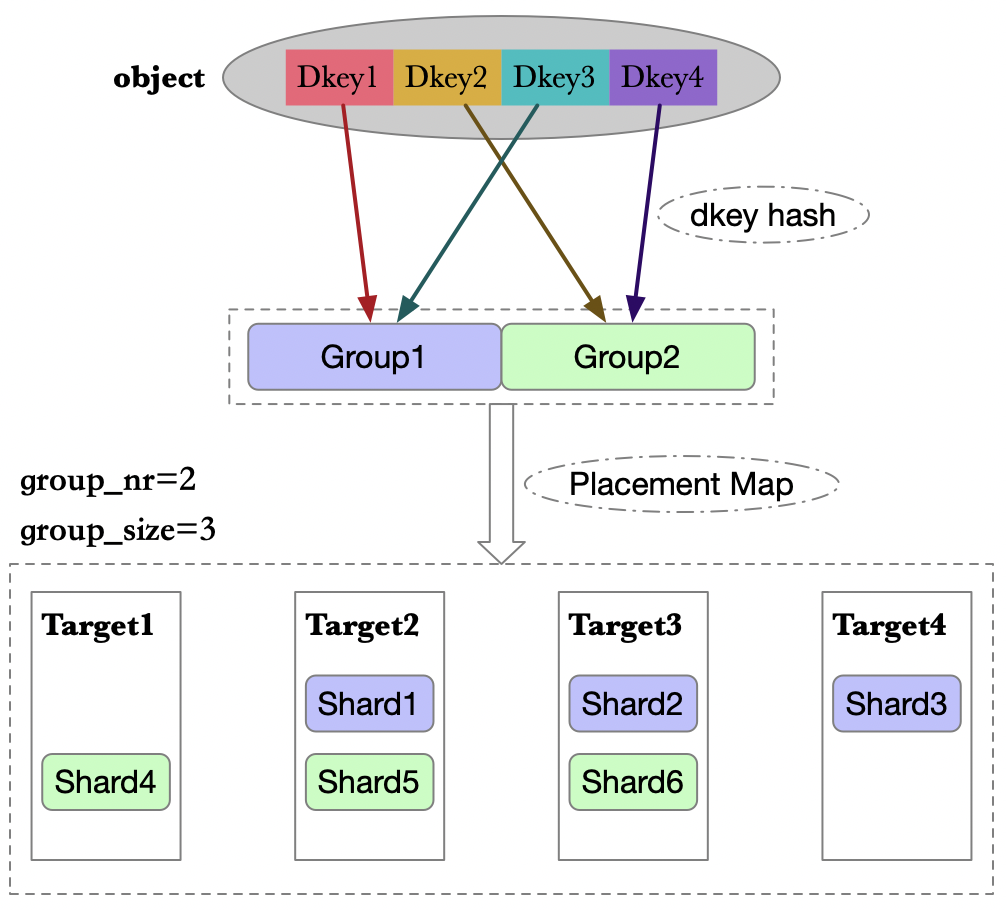 object
Dkey1 Dkey2 Dkey3 Dkey4
dkey hash
Group1 Group2
Placement Map
group_nr=2
group_size=3
Target1 Target2 Target3 Target4
Shard1 Shard2 Shard3
Shard4 Shard5 Shard6